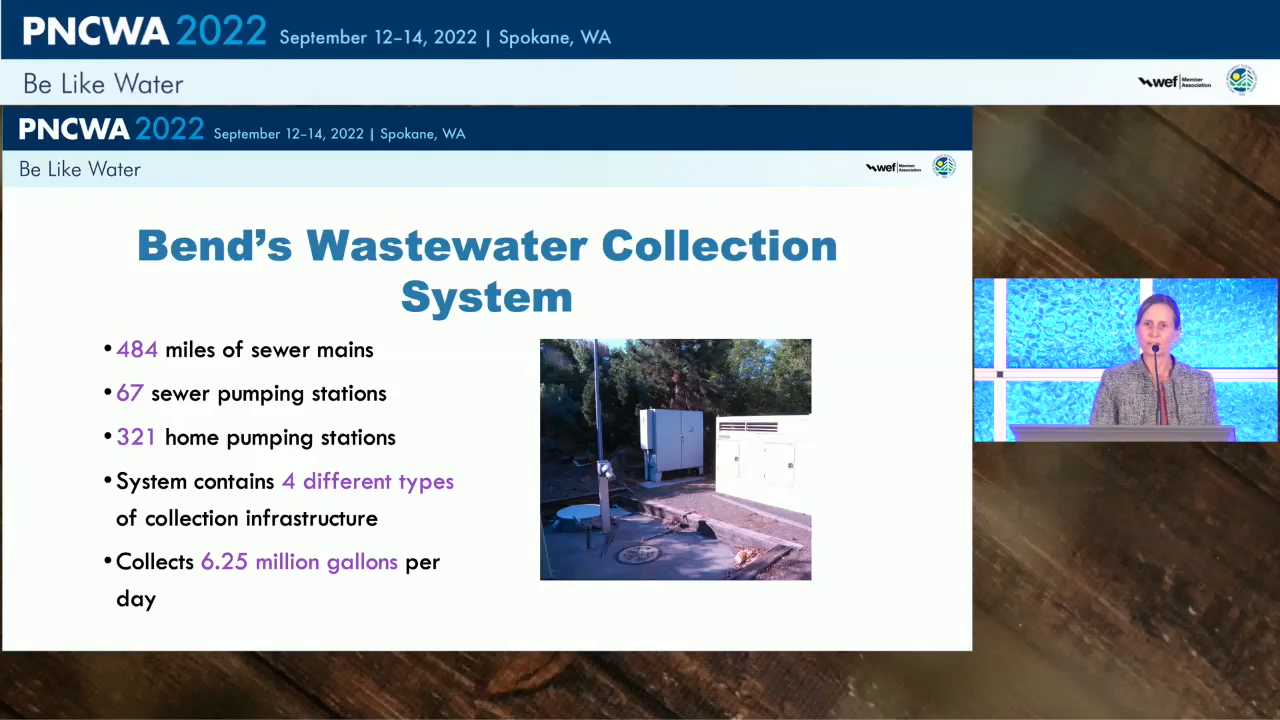 PNCWA 2022 September 12–14, 2022 | Spokane, WA
Be Like Water
wef Member Association
PNCWA 2022 September 12–14, 2022 | Spokane, WA
Be Like Water
wef Member Association
Bend's Wastewater Collection
System
• 484 miles of sewer mains
• 67 sewer pumping stations
• 321 home pumping stations
• System contains 4 different types
of collection infrastructure
• Collects 6.25 million gallons per
day